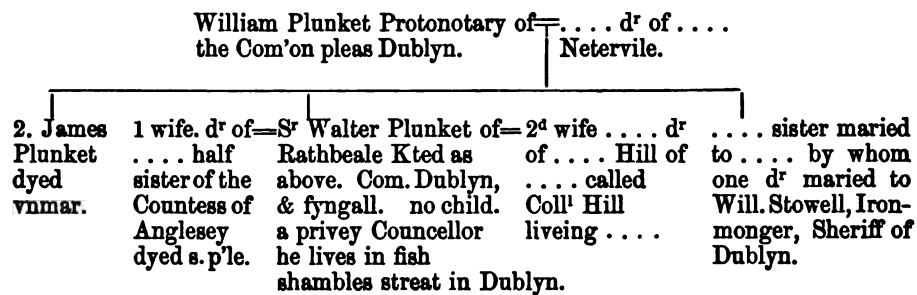 William Plunket Protonotary of=. . . . dʳ of . . . .
the Com'on pleas Dublyn. Netervile.
2. James
Plunket
dyed
vnmar.
1 wife. dʳ of=
. . . . half
sister of the
Countess of
Anglesey
dyed s.p'le.
Sʳ Walter Plunket of=
Rathbeale Kted as
above. Com. Dublyn,
& fyngall. no child.
a privey Councellor
he lives in fish
shambles streat in Dublyn.
2ᵈ wife . . . . dʳ
of . . . . Hill of
. . . . called
Collˡ Hill
liveing . . . .
. . . . sister maried
to . . . . by whom
one dʳ maried to
Will. Stowell, Iron-
monger, Sheriff of
Dublyn.